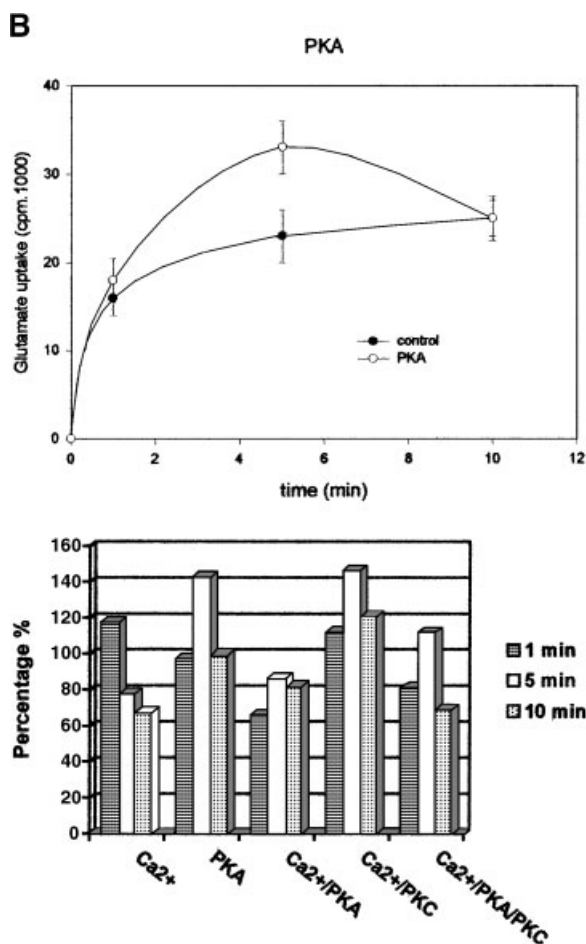 B
PKA
40
30
20
10
0
0 2 4 6 8 10 12
Glutamate uptake (cpm.1000)
control
PKA
time (min)
160
140
120
100
80
60
40
20
0
Percentage %
1 min
5 min
10 min
Ca2+ PKA Ca2+/PKA Ca2+/PKC Ca2+/PKA/PKC